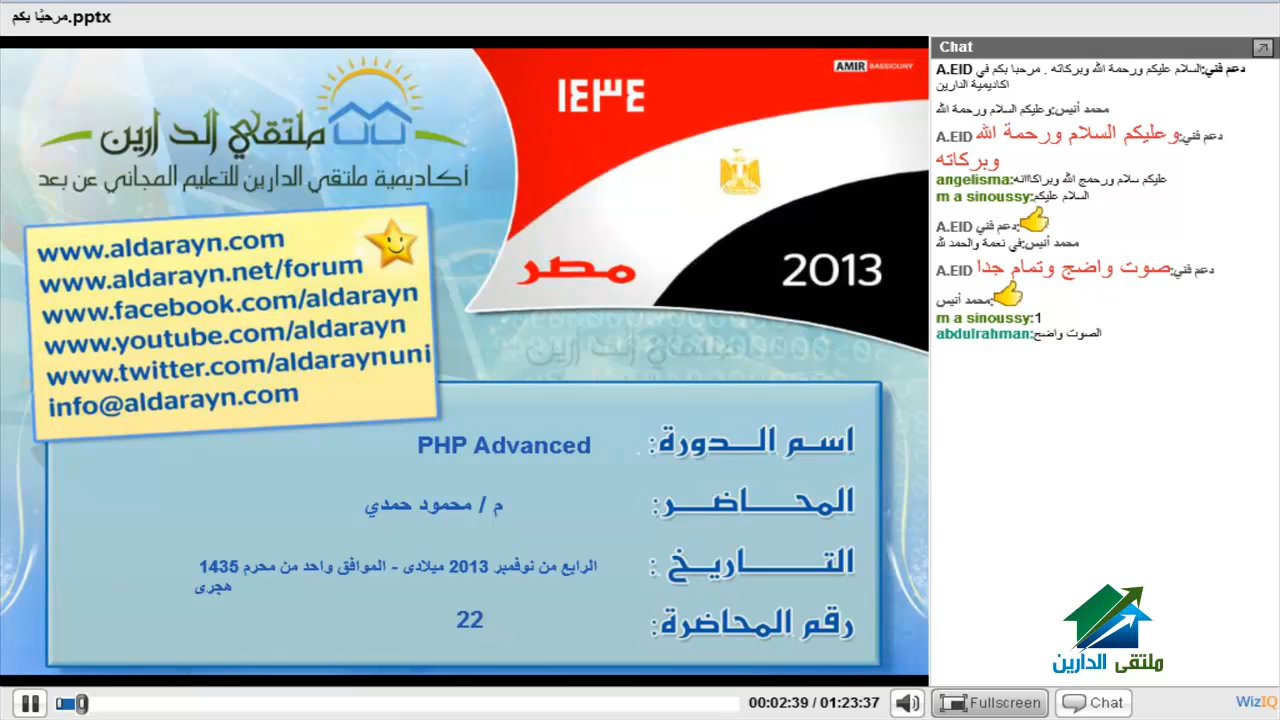 مرحبًا بكم.pptx
AMIR BASSIOUNY
١٤٣٤
ملتقي الدارين
أكاديمية ملتقي الدارين للتعليم المجاني عن بعد
مصر
2013
www.aldarayn.com
www.aldarayn.net/forum
www.facebook.com/aldarayn
www.youtube.com/aldarayn
www.twitter.com/aldaraynuni
info@aldarayn.com
ملتقي الدارين
اسم الدورة: PHP Advanced
المحاضر: م / محمود حمدي
التاريخ : الرابع من نوفمبر 2013 ميلادى - الموافق واحد من محرم 1435
هجرى
رقم المحاضرة: 22
Chat
A.EID دعم فني:السلام عليكم ورحمة الله وبركاته . مرحبا بكم في
اكاديمية الدارين
محمد أنيس:وعليكم السلام ورحمة الله
A.EID دعم فني:وعليكم السلام ورحمة الله
وبركاته
angelisma:عليكم سلام ورحمج الله وبراكاااته
m a sinoussy:السلام عليكم
A.EID دعم فني:
محمد أنيس:في نعمة والحمد لله
A.EID دعم فني:صوت واضح وتمام جدا
محمد أنيس:
m a sinoussy:1
abdulrahman:الصوت واضح
ملتقى الدارين
00:02:39 / 01:23:37
Fullscreen
Chat
WizIQ